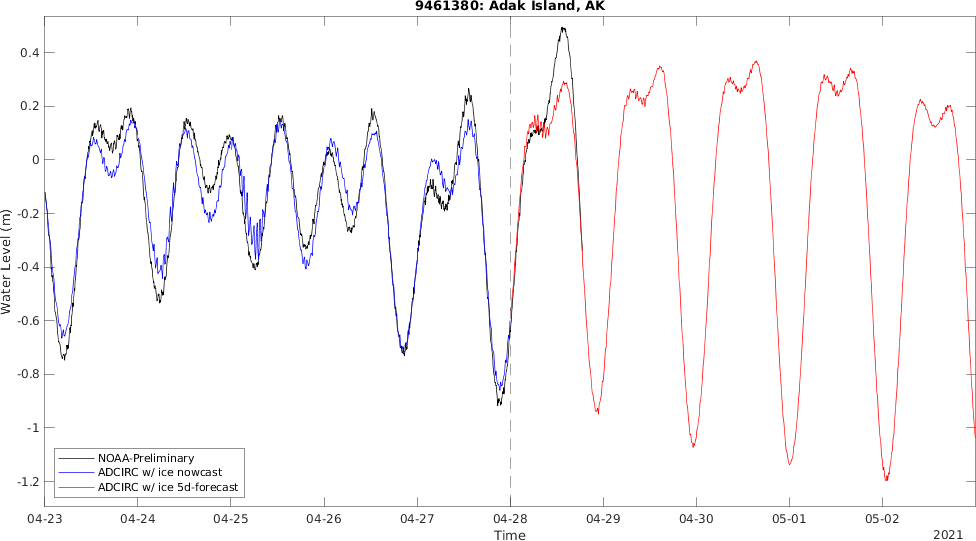 9461380: Adak Island, AK
0.4
0.2
0
-0.2
-0.4
-0.6
-0.8
-1
-1.2
Water Level (m)
NOAA-Preliminary
ADCIRC w/ ice nowcast
ADCIRC w/ ice 5d-forecast
04-23 04-24 04-25 04-26 04-27 04-28 04-29 04-30 05-01 05-02
Time
2021